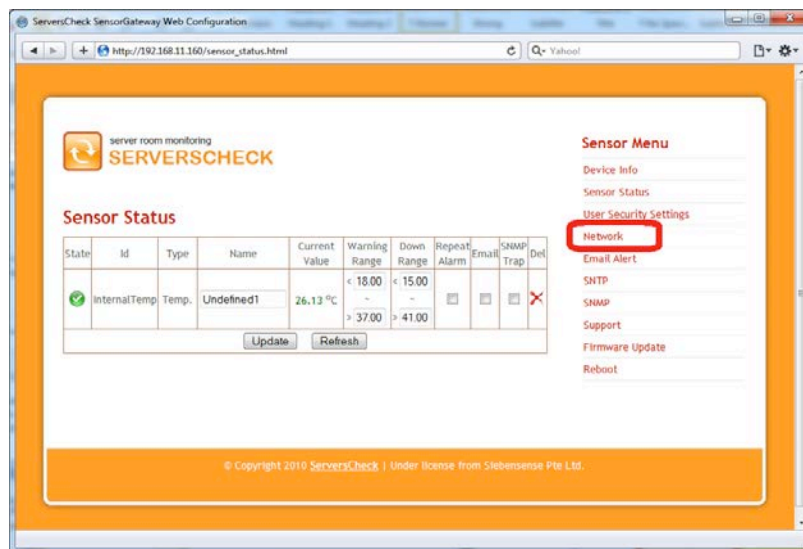 ServersCheck SensorGateway Web Configuration
http://192.168.11.160/sensor_status.html
Yahoo!
server room monitoring
SERVERSCHECK
Sensor Status
State Id Type Name Current Value Warning Range Down Range Repeat Alarm Email SNMP Trap Del
InternalTemp Temp. Undefined1 26.13 °C < 18.00 - > 37.00 < 15.00 - > 41.00
Update Refresh
Sensor Menu
Device Info
Sensor Status
User Security Settings
Network
Email Alert
SNTP
SNMP
Support
Firmware Update
Reboot
© Copyright 2010 ServersCheck | Under license from Siebensense Pte Ltd.